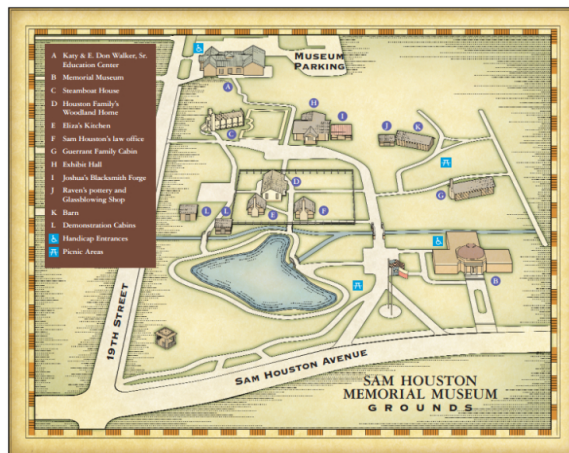 A Katy & E. Don Walker, Sr.
Education Center
B Memorial Museum
C Steamboat House
D Houston Family's
Woodland Home
E Eliza's Kitchen
F Sam Houston's law office
G Guerrant Family Cabin
H Exhibit Hall
I Joshua's Blacksmith Forge
J Raven's pottery and
Glassblowing Shop
K Barn
L Demonstration Cabins
Handicap Entrances
Picnic Areas
MUSEUM
PARKING
A
H
I
C
J
K
D
G
L
L
E
F
B
19TH STREET
SAM HOUSTON AVENUE
SAM HOUSTON
MEMORIAL MUSEUM
GROUNDS